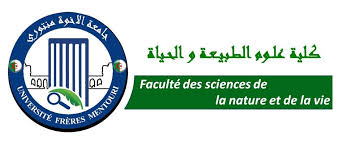 جامعة الاخوة منتوري
UNIVERSITÉ FRÈRES MENTOURI
كلية علوم الطبيعة و الحياة
Faculté des sciences de
la nature et de la vie